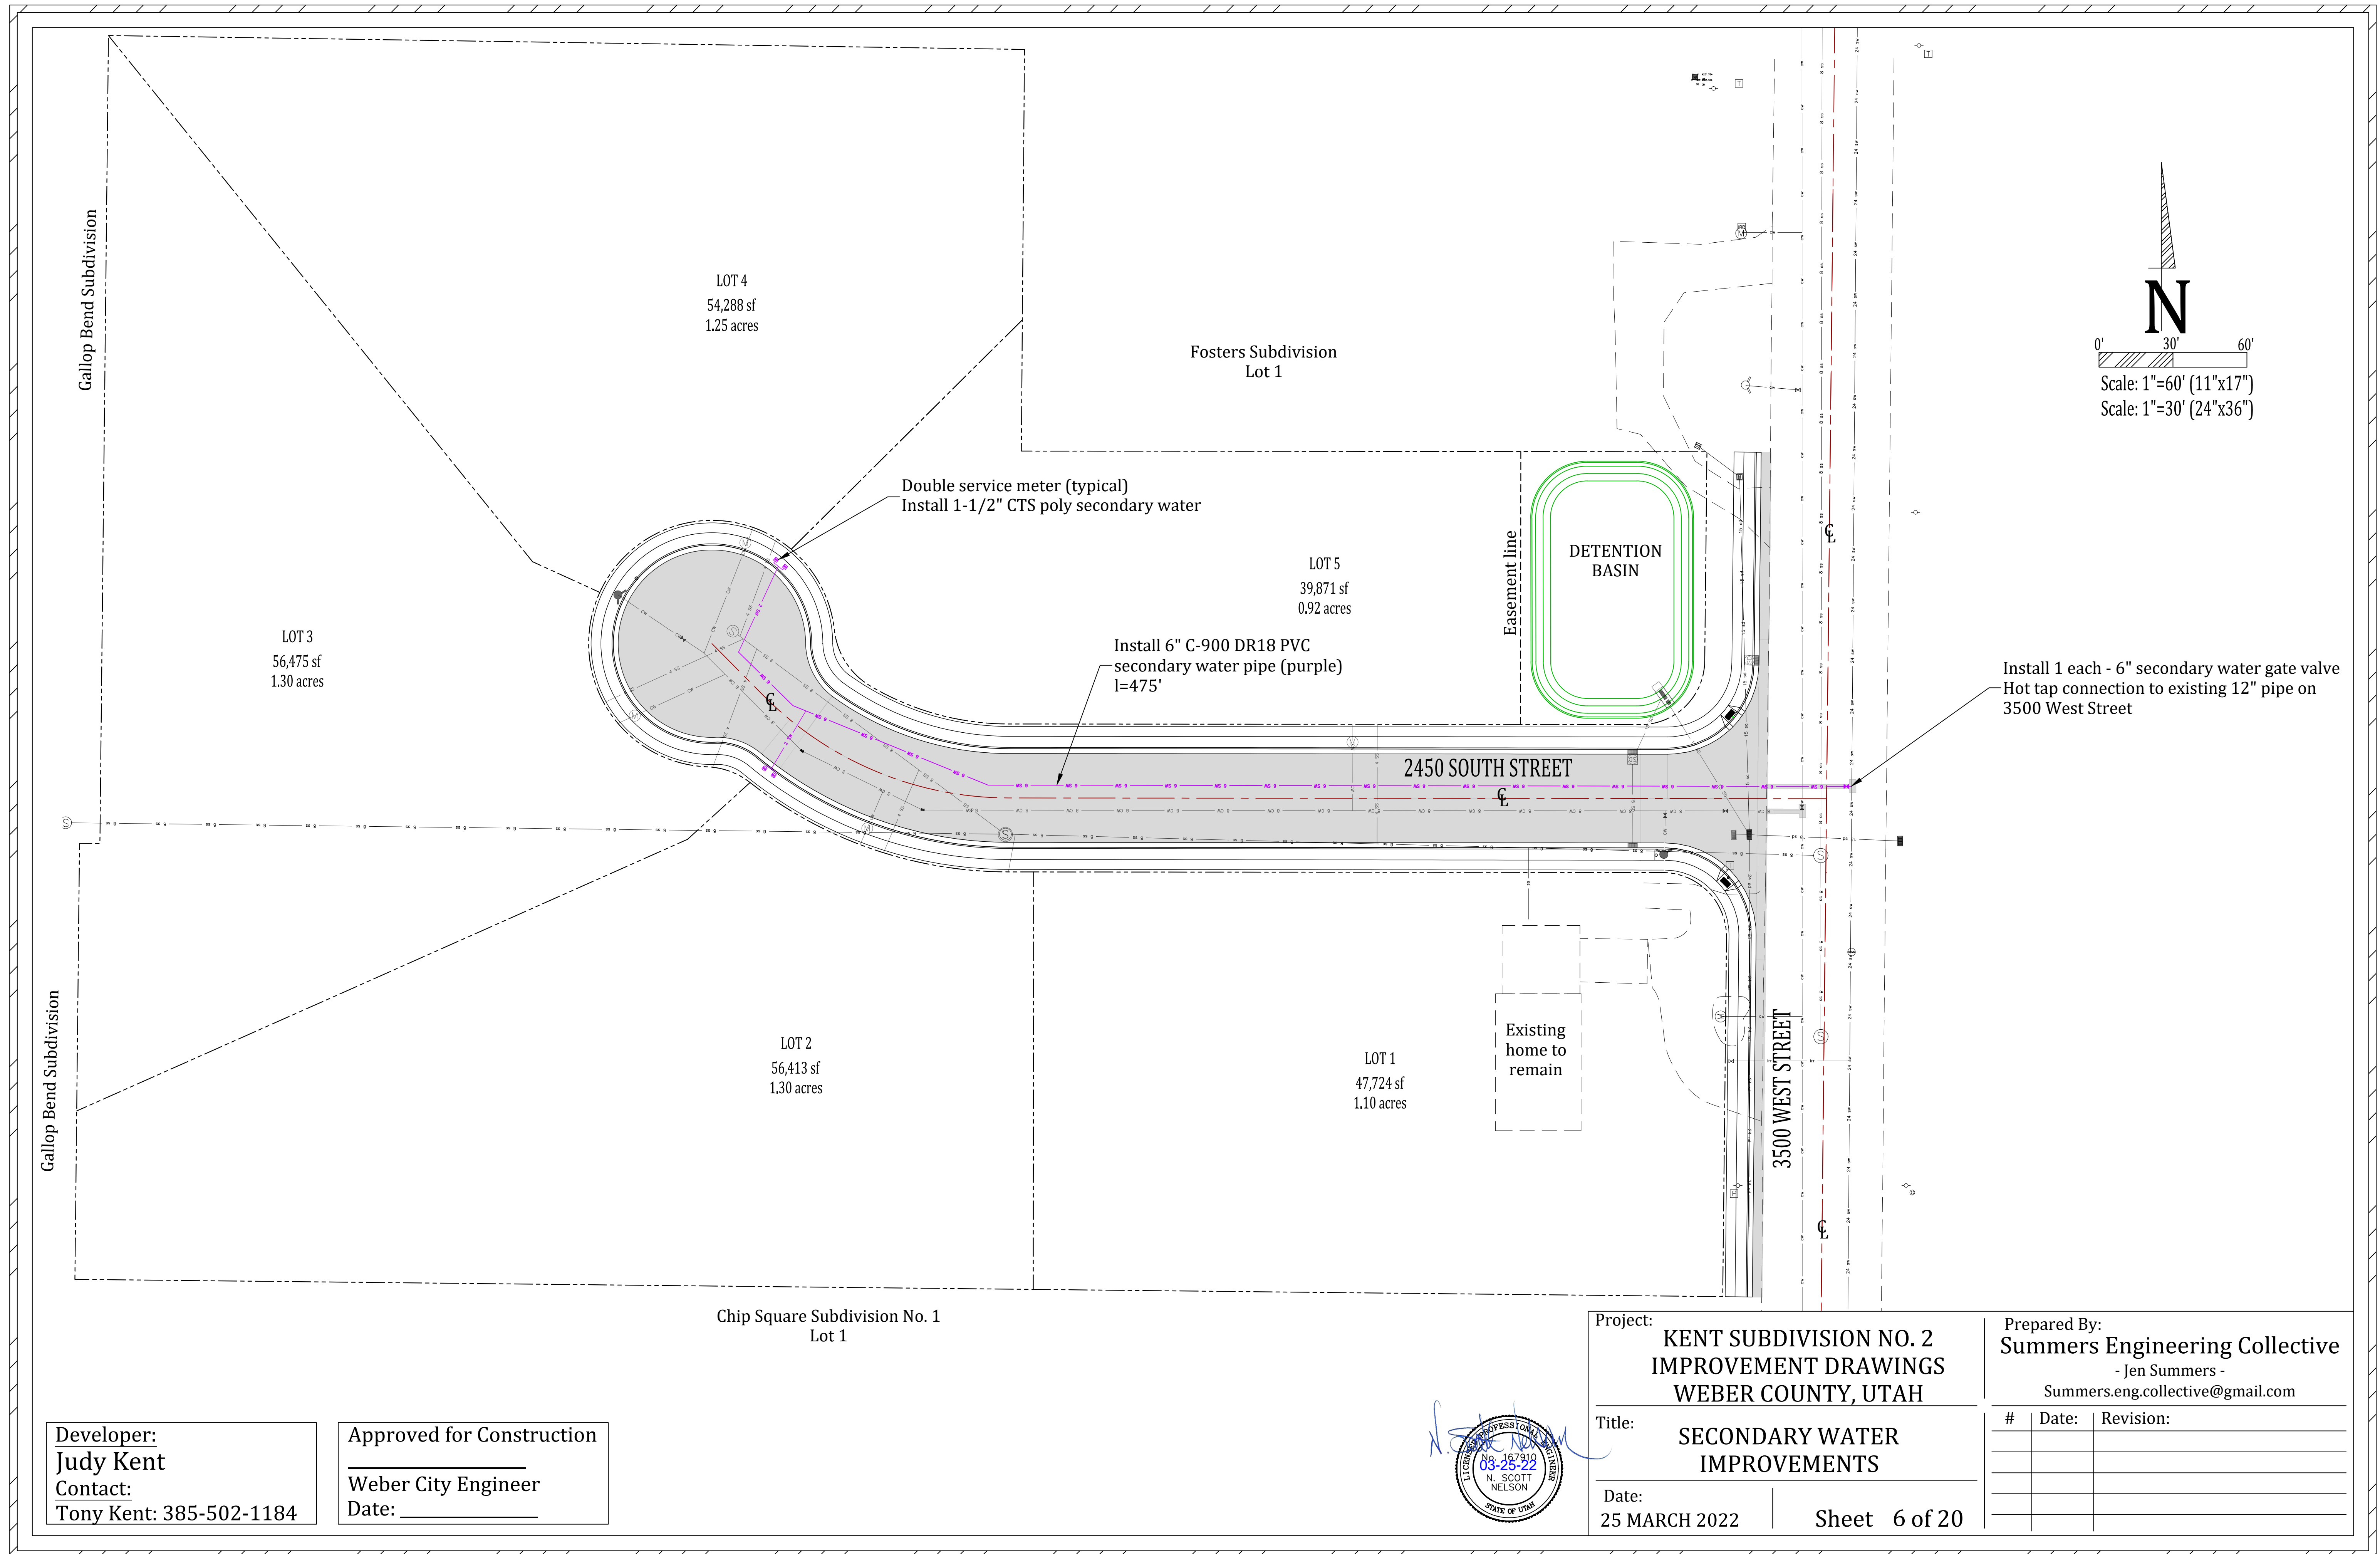 Gallop Bend Subdivision
LOT 4
54,288 sf
1.25 acres
Fosters Subdivision
Lot 1
N
0' 30' 60'
Scale: 1"=60' (11"x17")
Scale: 1"=30' (24"x36")
Double service meter (typical)
Install 1-1/2" CTS poly secondary water
LOT 5
39,871 sf
0.92 acres
Easement line
DETENTION
BASIN
LOT 3
56,475 sf
1.30 acres
Install 6" C-900 DR18 PVC
secondary water pipe (purple)
l=475'
Install 1 each - 6" secondary water gate valve
Hot tap connection to existing 12" pipe on
3500 West Street
2450 SOUTH STREET
Gallop Bend Subdivision
LOT 2
56,413 sf
1.30 acres
LOT 1
47,724 sf
1.10 acres
Existing
home to
remain
3500 WEST STREET
Chip Square Subdivision No. 1
Lot 1
Developer:
Judy Kent
Contact:
Tony Kent: 385-502-1184
Approved for Construction
Weber City Engineer
Date:
LICENSED PROFESSIONAL ENGINEER
No. 167910
03-25-22
N. SCOTT
NELSON
STATE OF UTAH
Project:
KENT SUBDIVISION NO. 2
IMPROVEMENT DRAWINGS
WEBER COUNTY, UTAH
Title:
SECONDARY WATER
IMPROVEMENTS
Date:
25 MARCH 2022
Sheet 6 of 20
Prepared By:
Summers Engineering Collective
- Jen Summers -
Summers.eng.collective@gmail.com
# Date: Revision: